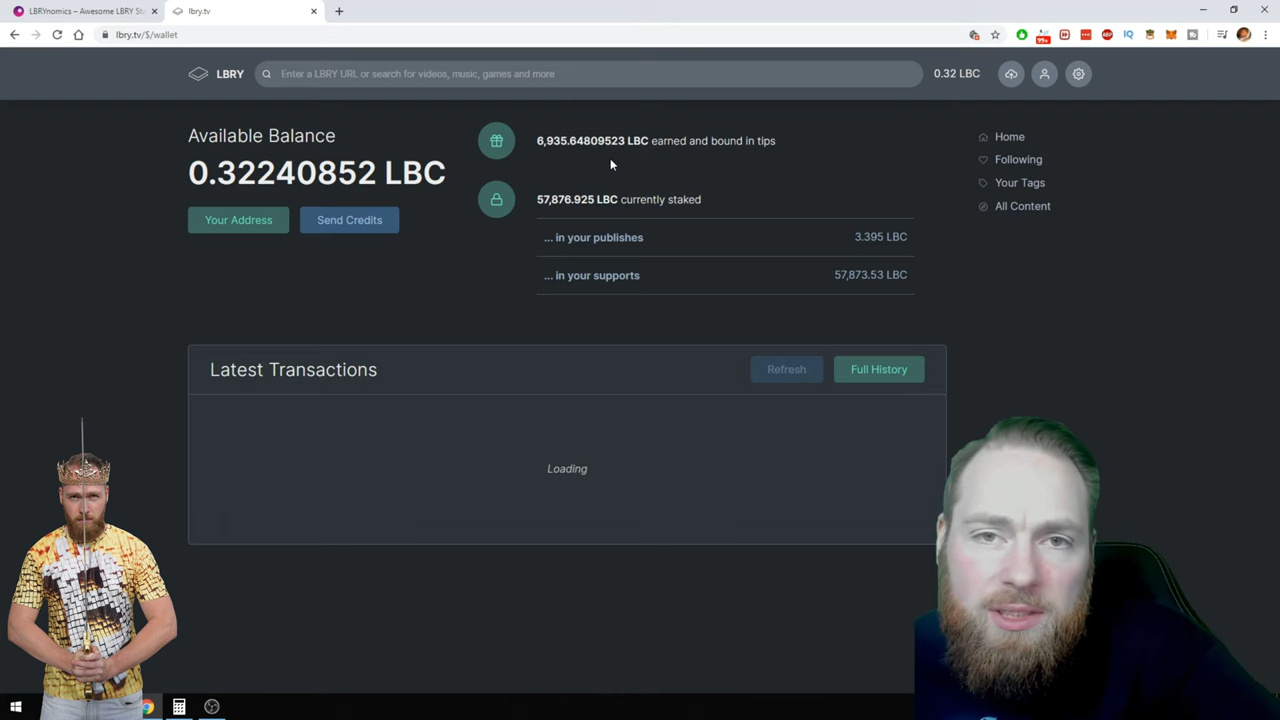 LBRYnomics – Awesome LBRY St
lbry.tv
lbry.tv/$/wallet
99+
IQ
ABP
LBRY
Enter a LBRY URL or search for videos, music, games and more
0.32 LBC
Available Balance
0.32240852 LBC
Your Address
Send Credits
6,935.64809523 LBC earned and bound in tips
57,876.925 LBC currently staked
... in your publishes
3.395 LBC
... in your supports
57,873.53 LBC
Home
Following
Your Tags
All Content
Latest Transactions
Refresh
Full History
Loading